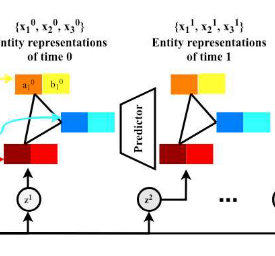 {x₁⁰, x₂⁰, x₃⁰}
Entity representations
of time 0
a₁⁰ b₁⁰
z¹
Predictor
{x₁¹, x₂¹, x₃¹}
Entity representations
of time 1
z²
...